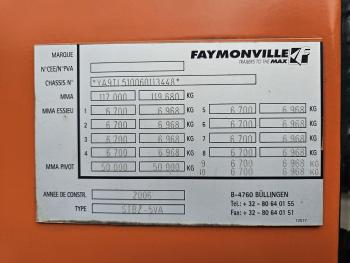 MARQUE
FAYMONVILLE
TRAILERS TO THE MAX
N°CEE/N°PVA
CHASSIS N° *YA9TL510060113448*
MMA 117.000 119.680 KG
MMA ESSIEU 1 6.700 6.968 KG 5 6.700 6.968 KG
2 6.700 6.968 KG 6 6.700 6.968 KG
3 6.700 6.968 KG 7 6.700 6.968 KG
4 6.700 6.968 KG 8 6.700 6.968 KG
MMA PIVOT 50.000 50.000 KG 9 6.700 6.968
10 6.700 6.968 KG
ANNEE DE CONSTR. 2006
TYPE STBZ-5VA
B-4760 BÜLLINGEN
Tel.: + 32 - 80 64 01 55
Fax: + 32 - 80 64 01 51